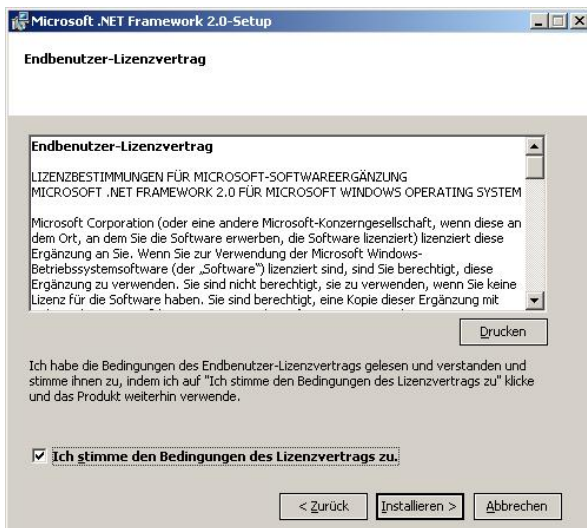 Microsoft .NET Framework 2.0-Setup
Endbenutzer-Lizenzvertrag
Endbenutzer-Lizenzvertrag
LIZENZBESTIMMUNGEN FÜR MICROSOFT-SOFTWAREERGÄNZUNG
MICROSOFT .NET FRAMEWORK 2.0 FÜR MICROSOFT WINDOWS OPERATING SYSTEM
Microsoft Corporation (oder eine andere Microsoft-Konzerngesellschaft, wenn diese an
dem Ort, an dem Sie die Software erwerben, die Software lizenziert) lizenziert diese
Ergänzung an Sie. Wenn Sie zur Verwendung der Microsoft Windows-
Betriebssystemsoftware (der „Software") lizenziert sind, sind Sie berechtigt, diese
Ergänzung zu verwenden. Sie sind nicht berechtigt, sie zu verwenden, wenn Sie keine
Lizenz für die Software haben. Sie sind berechtigt, eine Kopie dieser Ergänzung mit
Drucken
Ich habe die Bedingungen des Endbenutzer-Lizenzvertrags gelesen und verstanden und
stimme ihnen zu, indem ich auf "Ich stimme den Bedingungen des Lizenzvertrags zu" klicke
und das Produkt weiterhin verwende.
Ich stimme den Bedingungen des Lizenzvertrags zu.
< Zurück Installieren > Abbrechen